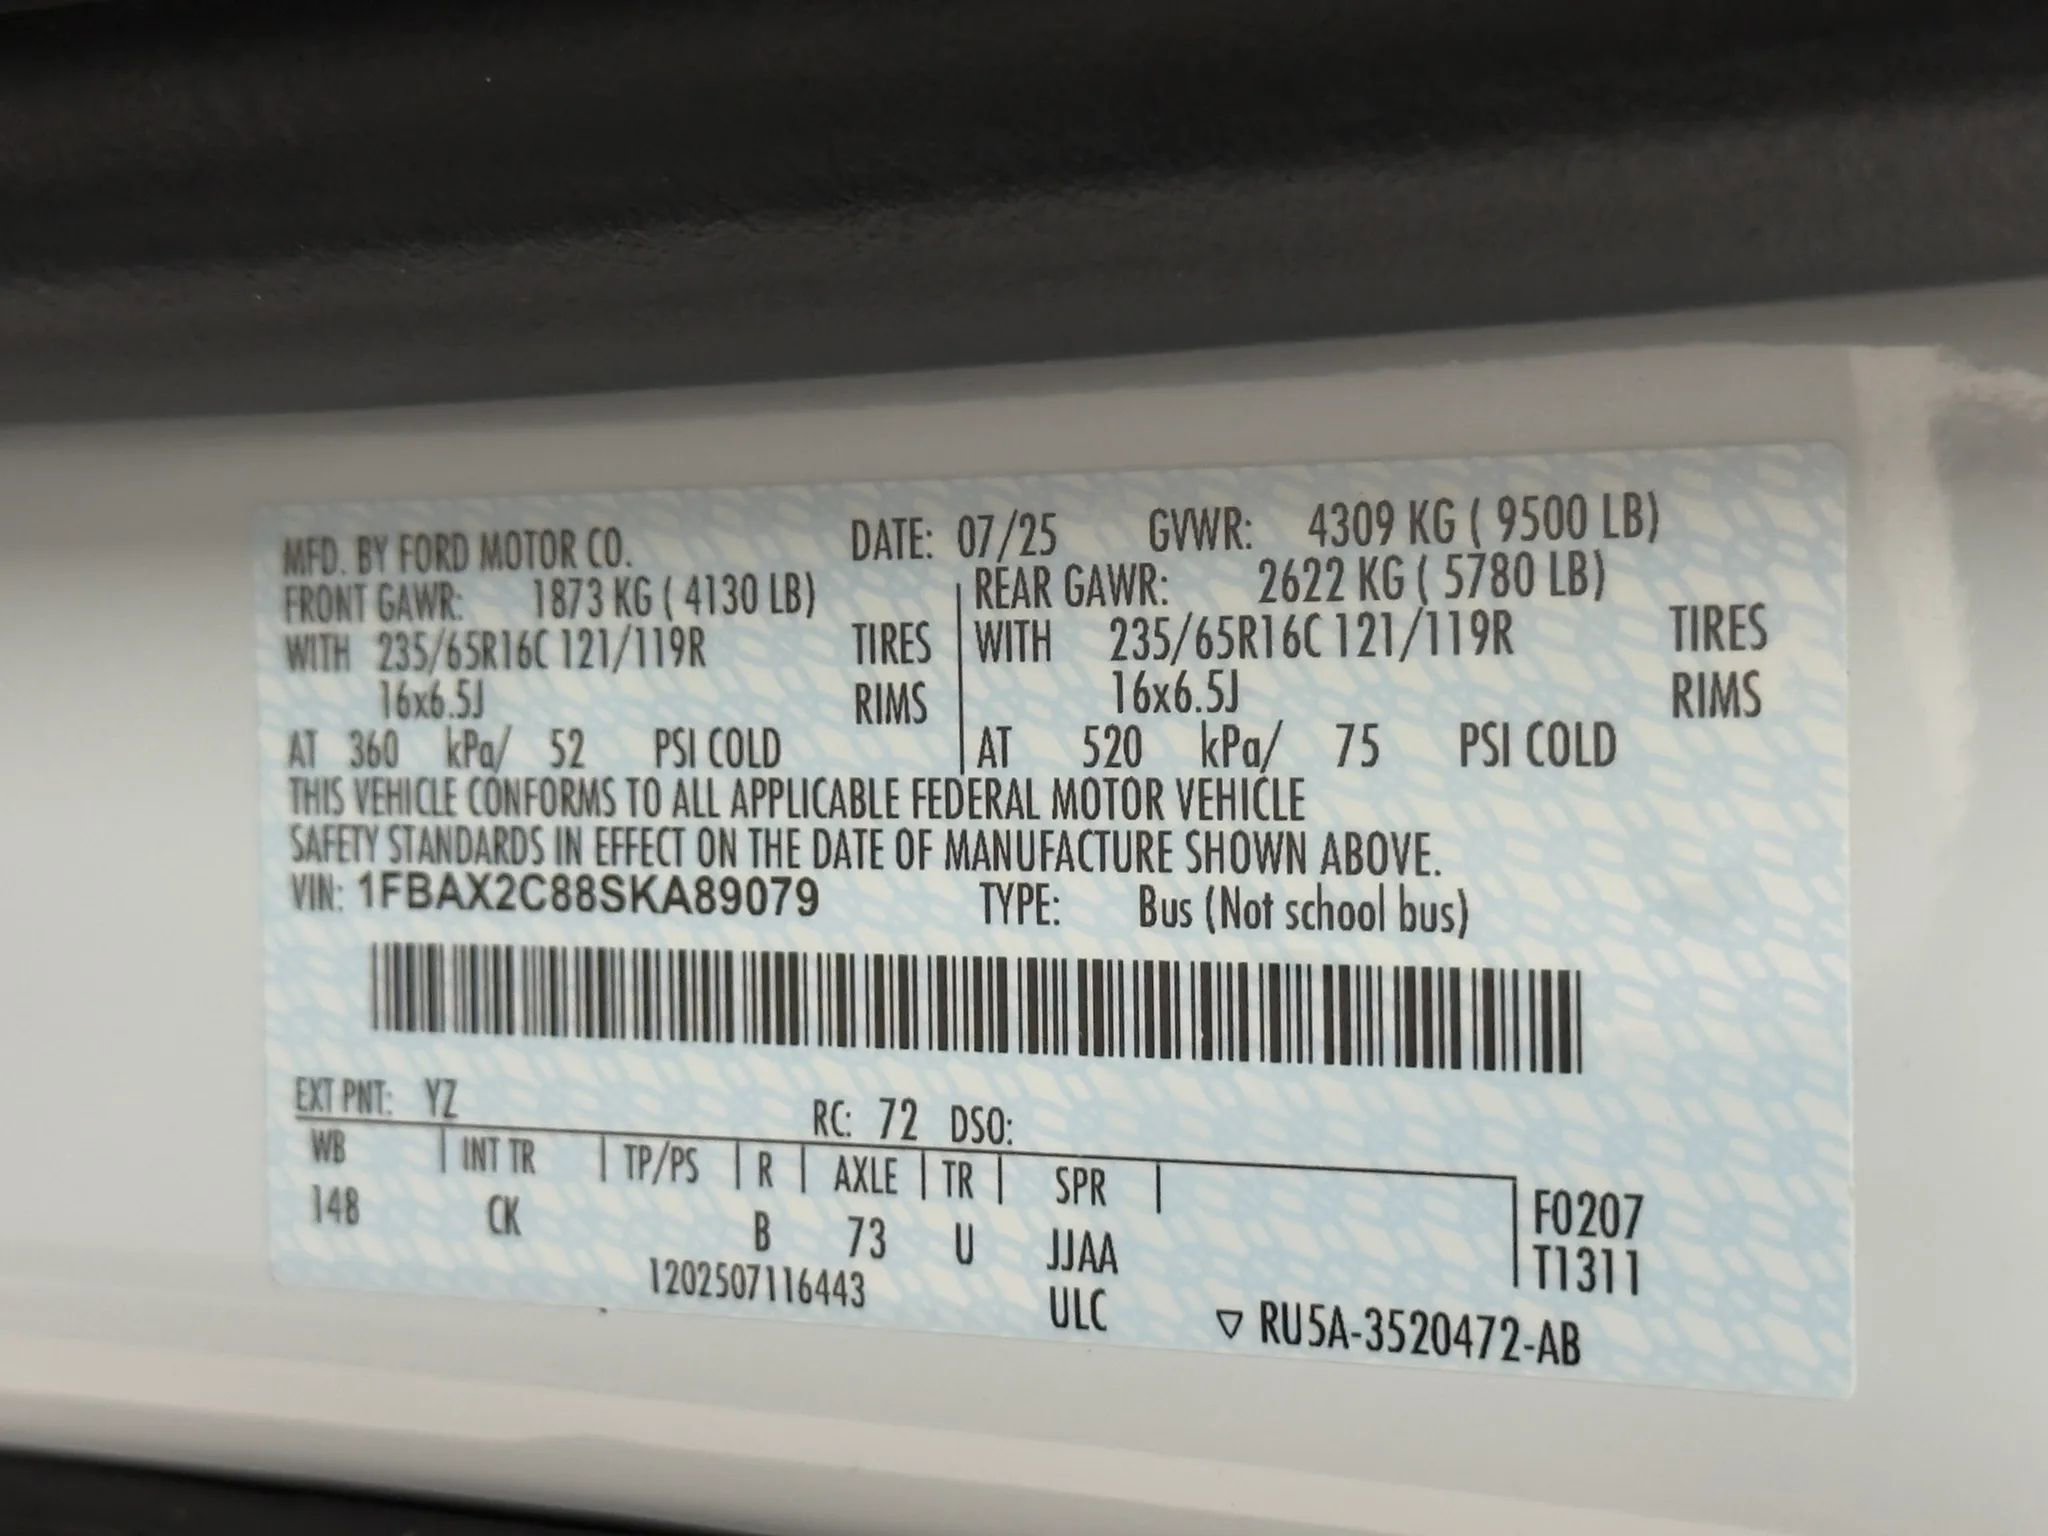 MFD. BY FORD MOTOR CO. DATE: 07/25 GVWR: 4309 KG ( 9500 LB)
FRONT GAWR: 1873 KG ( 4130 LB) REAR GAWR: 2622 KG ( 5780 LB)
WITH 235/65R16C 121/119R TIRES WITH 235/65R16C 121/119R TIRES
16x6.5J RIMS 16x6.5J RIMS
AT 360 kPa/ 52 PSI COLD AT 520 kPa/ 75 PSI COLD
THIS VEHICLE CONFORMS TO ALL APPLICABLE FEDERAL MOTOR VEHICLE
SAFETY STANDARDS IN EFFECT ON THE DATE OF MANUFACTURE SHOWN ABOVE.
VIN: 1FBAX2C88SKA89079 TYPE: Bus (Not school bus)
EXT PNT: YZ RC: 72 DSO:
WB INT TR TP/PS R AXLE TR SPR F0207
148 CK B 73 U JJAA T1311
1202507116443 ULC ▽ RU5A-3520472-AB